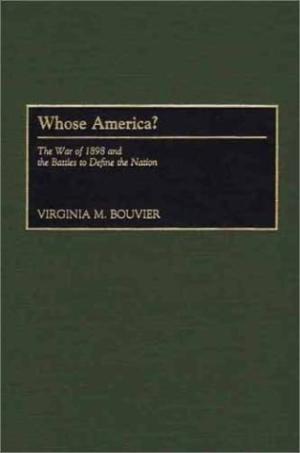 Whose America?
The War of 1898 and
the Battles to Define the Nation
VIRGINIA M. BOUVIER